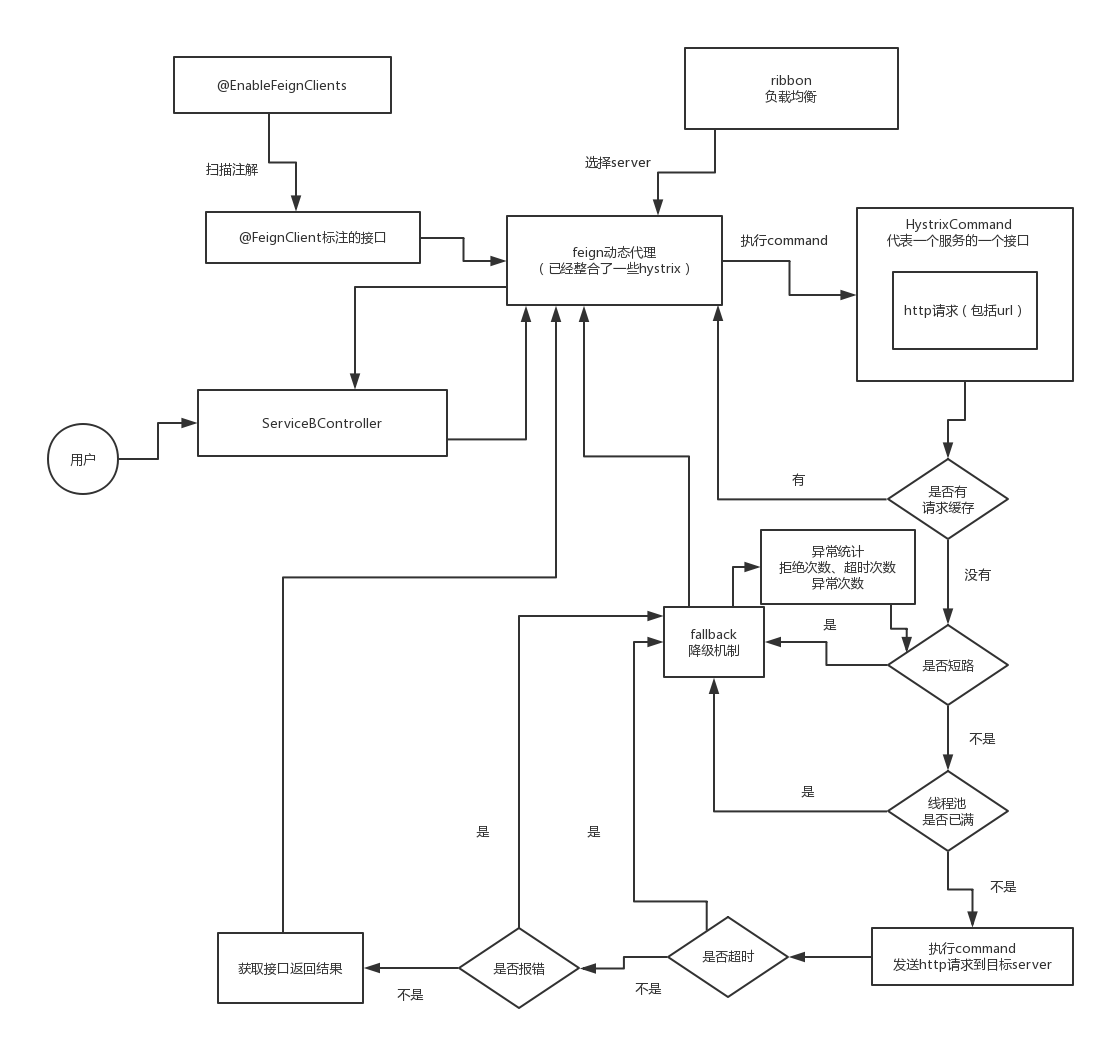 @EnableFeignClients
ribbon
负载均衡
扫描注解
选择server
@FeignClient标注的接口
feign动态代理
（已经整合了一些hystrix）
执行command
HystrixCommand
代表一个服务的一个接口
http请求（包括url）
ServiceBController
用户
有
是否有
请求缓存
异常统计
拒绝次数、超时次数
异常次数
没有
fallback
降级机制
是
是否短路
不是
是
线程池
是否已满
是
是
不是
执行command
发送http请求到目标server
是否超时
不是
是否报错
不是
获取接口返回结果